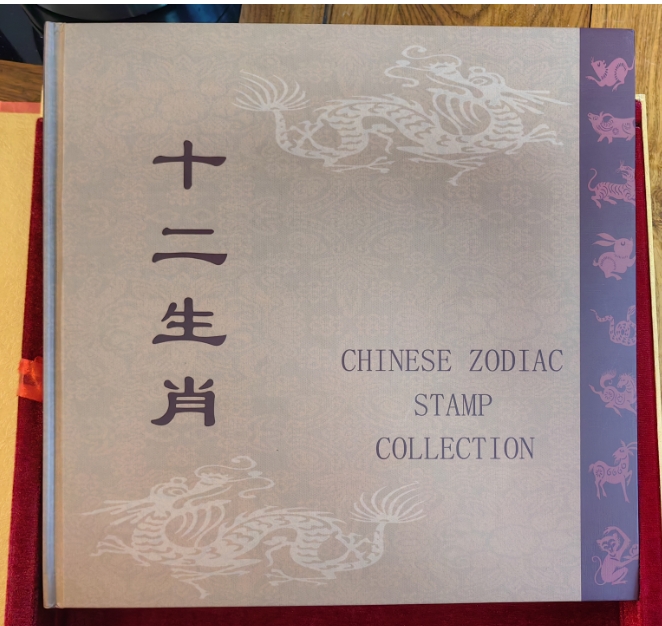 十二生肖
CHINESE ZODIAC
STAMP
COLLECTION